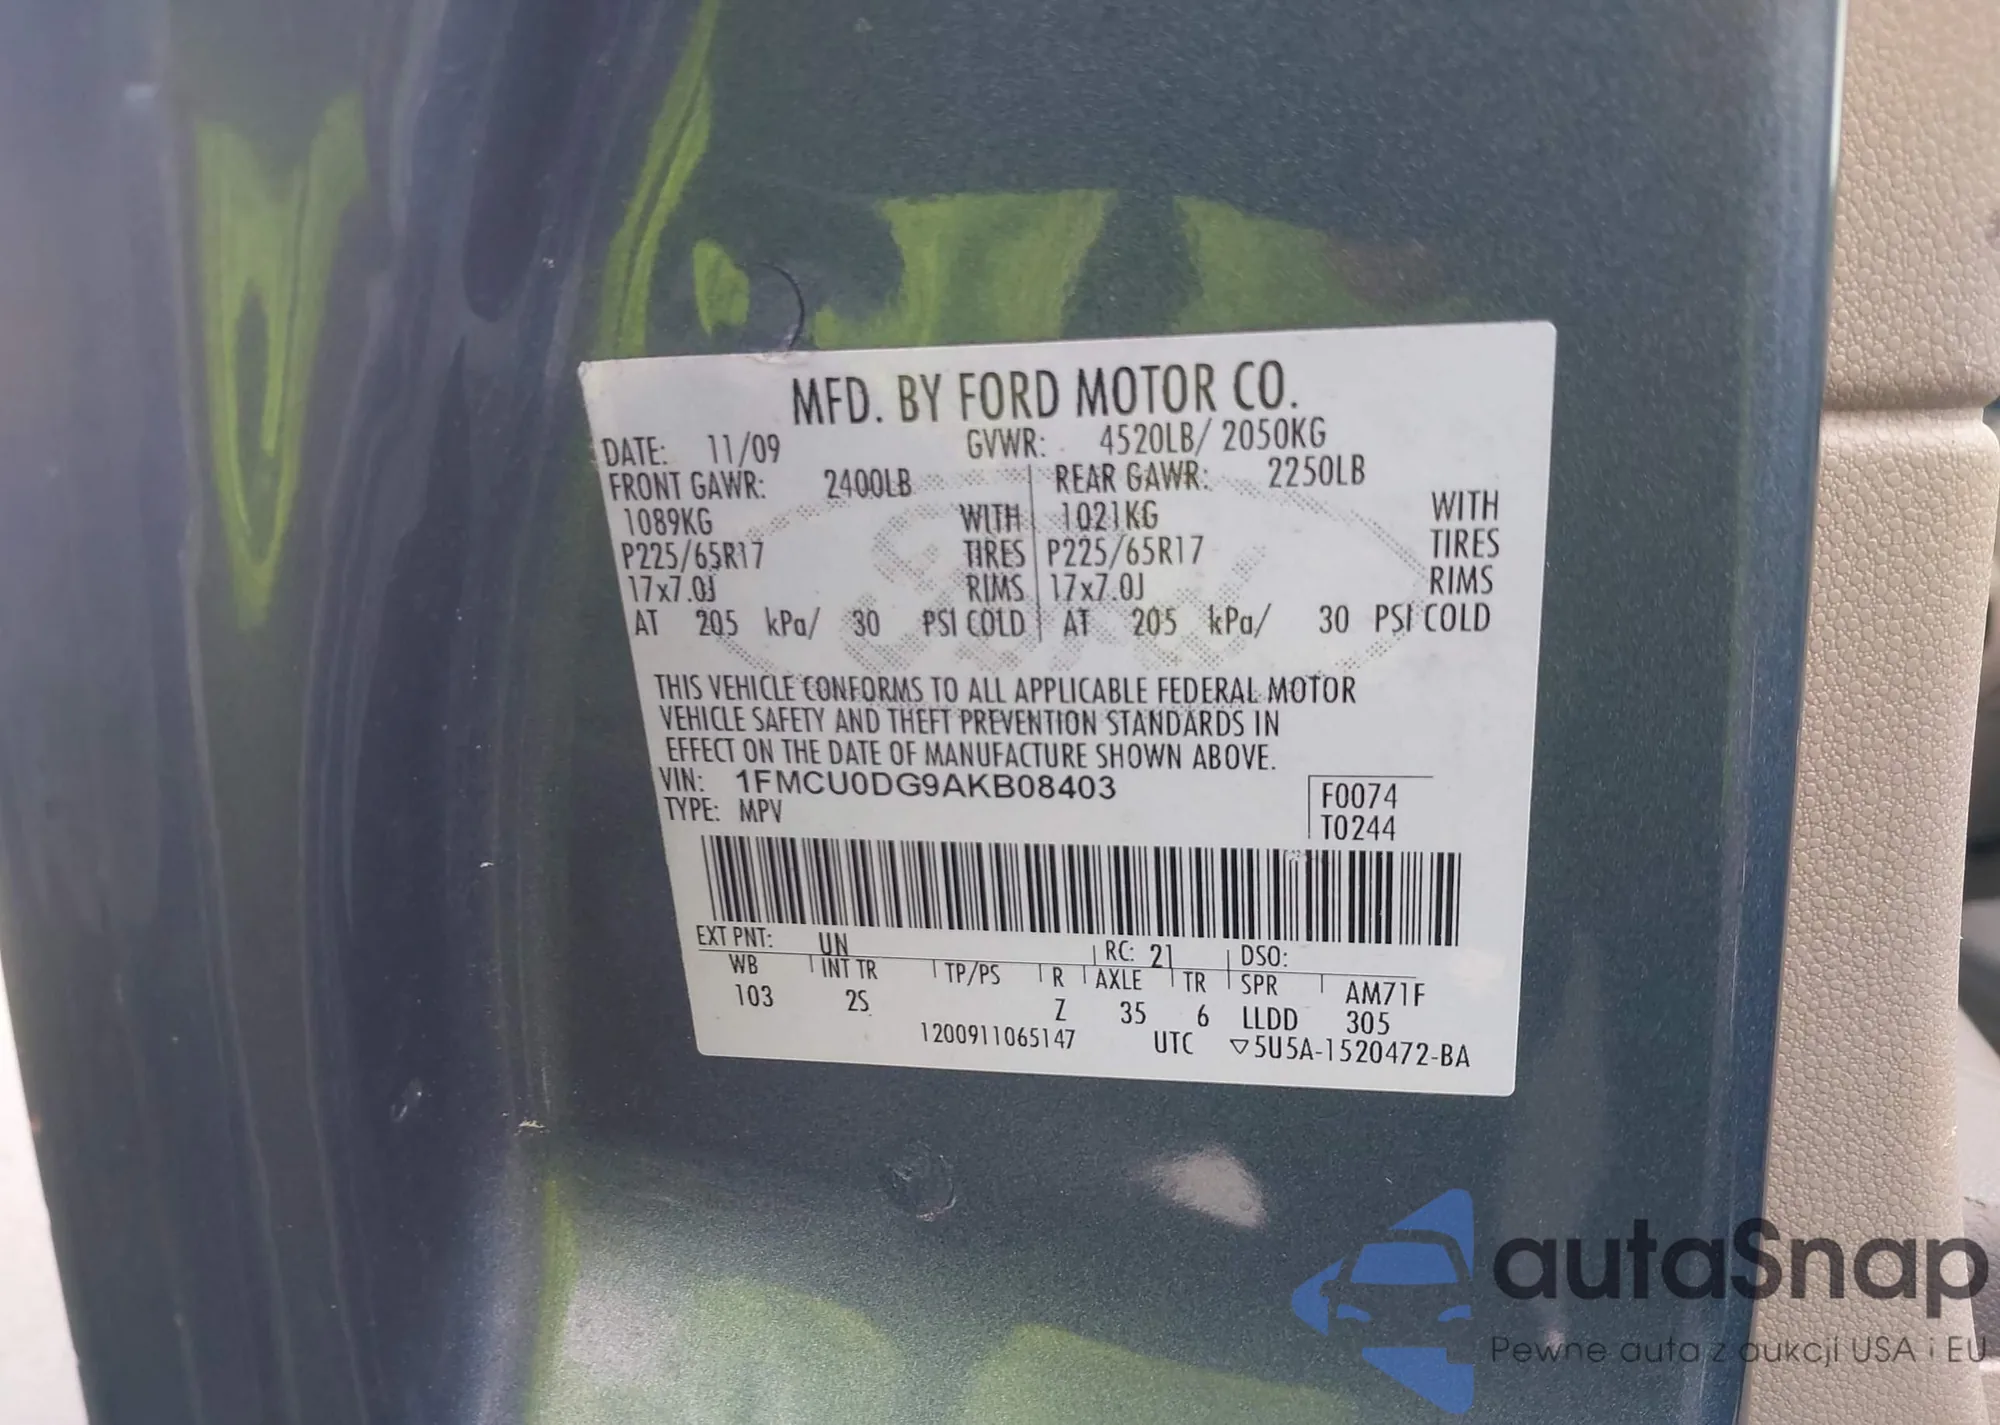 MFD. BY FORD MOTOR CO.
DATE: 11/09 GVWR: 4520LB/ 2050KG
FRONT GAWR: 2400LB REAR GAWR: 2250LB
1089KG WITH 1021KG WITH
P225/65R17 TIRES P225/65R17 TIRES
17x7.0J RIMS 17x7.0J RIMS
AT 205 kPa/ 30 PSI COLD AT 205 kPa/ 30 PSI COLD
THIS VEHICLE CONFORMS TO ALL APPLICABLE FEDERAL MOTOR
VEHICLE SAFETY AND THEFT PREVENTION STANDARDS IN
EFFECT ON THE DATE OF MANUFACTURE SHOWN ABOVE.
VIN: 1FMCU0DG9AKB08403
TYPE: MPV
F0074
T0244
EXT PNT: UN RC: 21 DSO:
WB INT TR TP/PS R AXLE TR SPR AM71F
103 2S Z 35 6 LLDD 305
1200911065147 UTC ▽5U5A-1520472-BA
autaSnap
Pewne auta z aukcji USA i EU